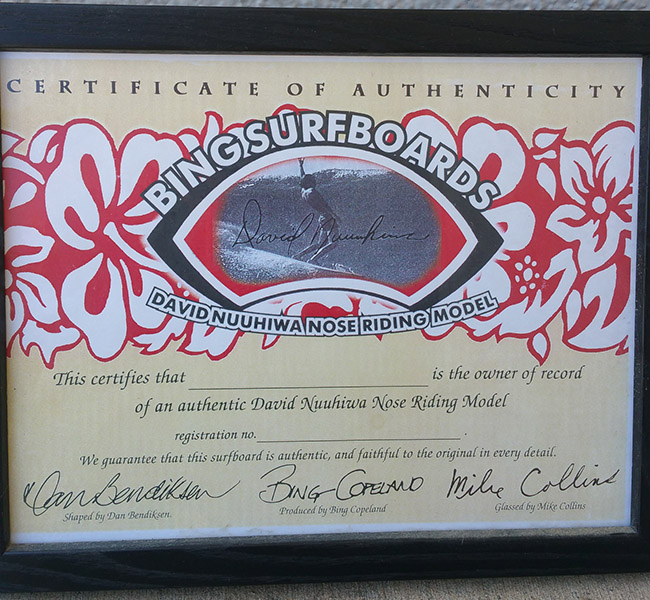 CERTIFICATE OF AUTHENTICITY
BING SURFBOARDS
David Nuuhiwa
DAVID NUUHIWA NOSE RIDING MODEL
This certifies that is the owner of record
of an authentic David Nuuhiwa Nose Riding Model
registration no. .
We guarantee that this surfboard is authentic, and faithful to the original in every detail.
Dan Bendiksen BING COPELAND Mike Collins
Shaped by Dan Bendiksen. Produced by Bing Copeland Glassed by Mike Collins